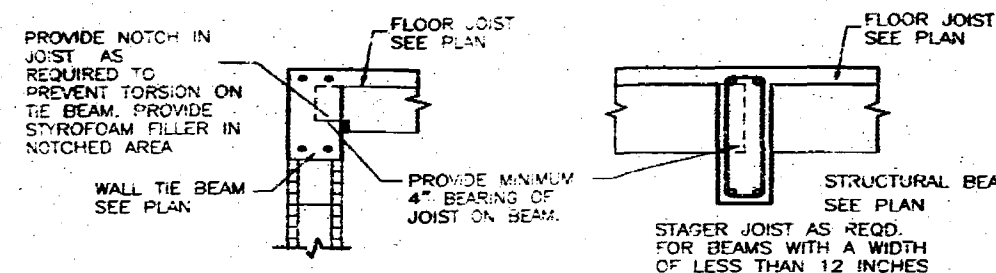 PROVIDE NOTCH IN
JOIST AS
REQUIRED TO
PREVENT TORSION ON
TIE BEAM. PROVIDE
STYROFOAM FILLER IN
NOTCHED AREA
FLOOR JOIST
SEE PLAN
WALL TIE BEAM
SEE PLAN
PROVIDE MINIMUM
4" BEARING OF
JOIST ON BEAM.
FLOOR JOIST
SEE PLAN
STRUCTURAL BEA
SEE PLAN
STAGER JOIST AS REQD.
FOR BEAMS WITH A WIDTH
OF LESS THAN 12 INCHES